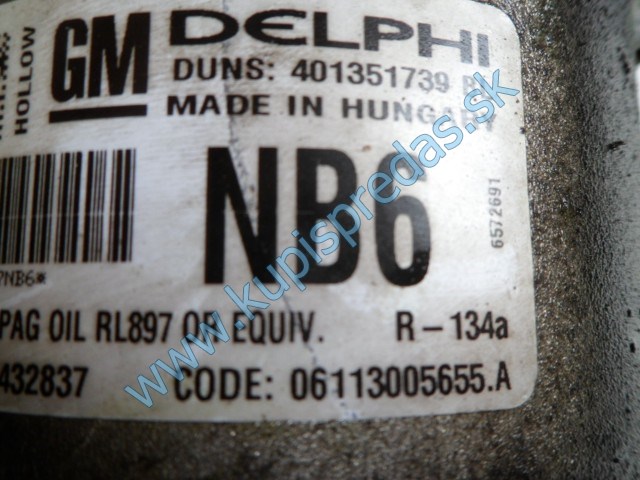 HOLLOW
GM DELPHI
DUNS: 401351739
MADE IN HUNGARY
NB6
6572691
PNB6*
PAG OIL RL897 OR EQUIV. R-134a
432837 CODE: 06113005655.A
www.kupispredas.sk